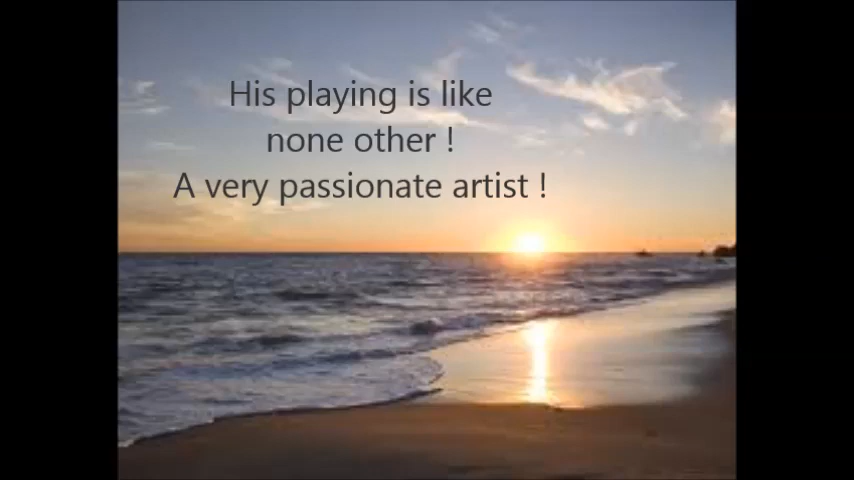 His playing is like
none other !
A very passionate artist !